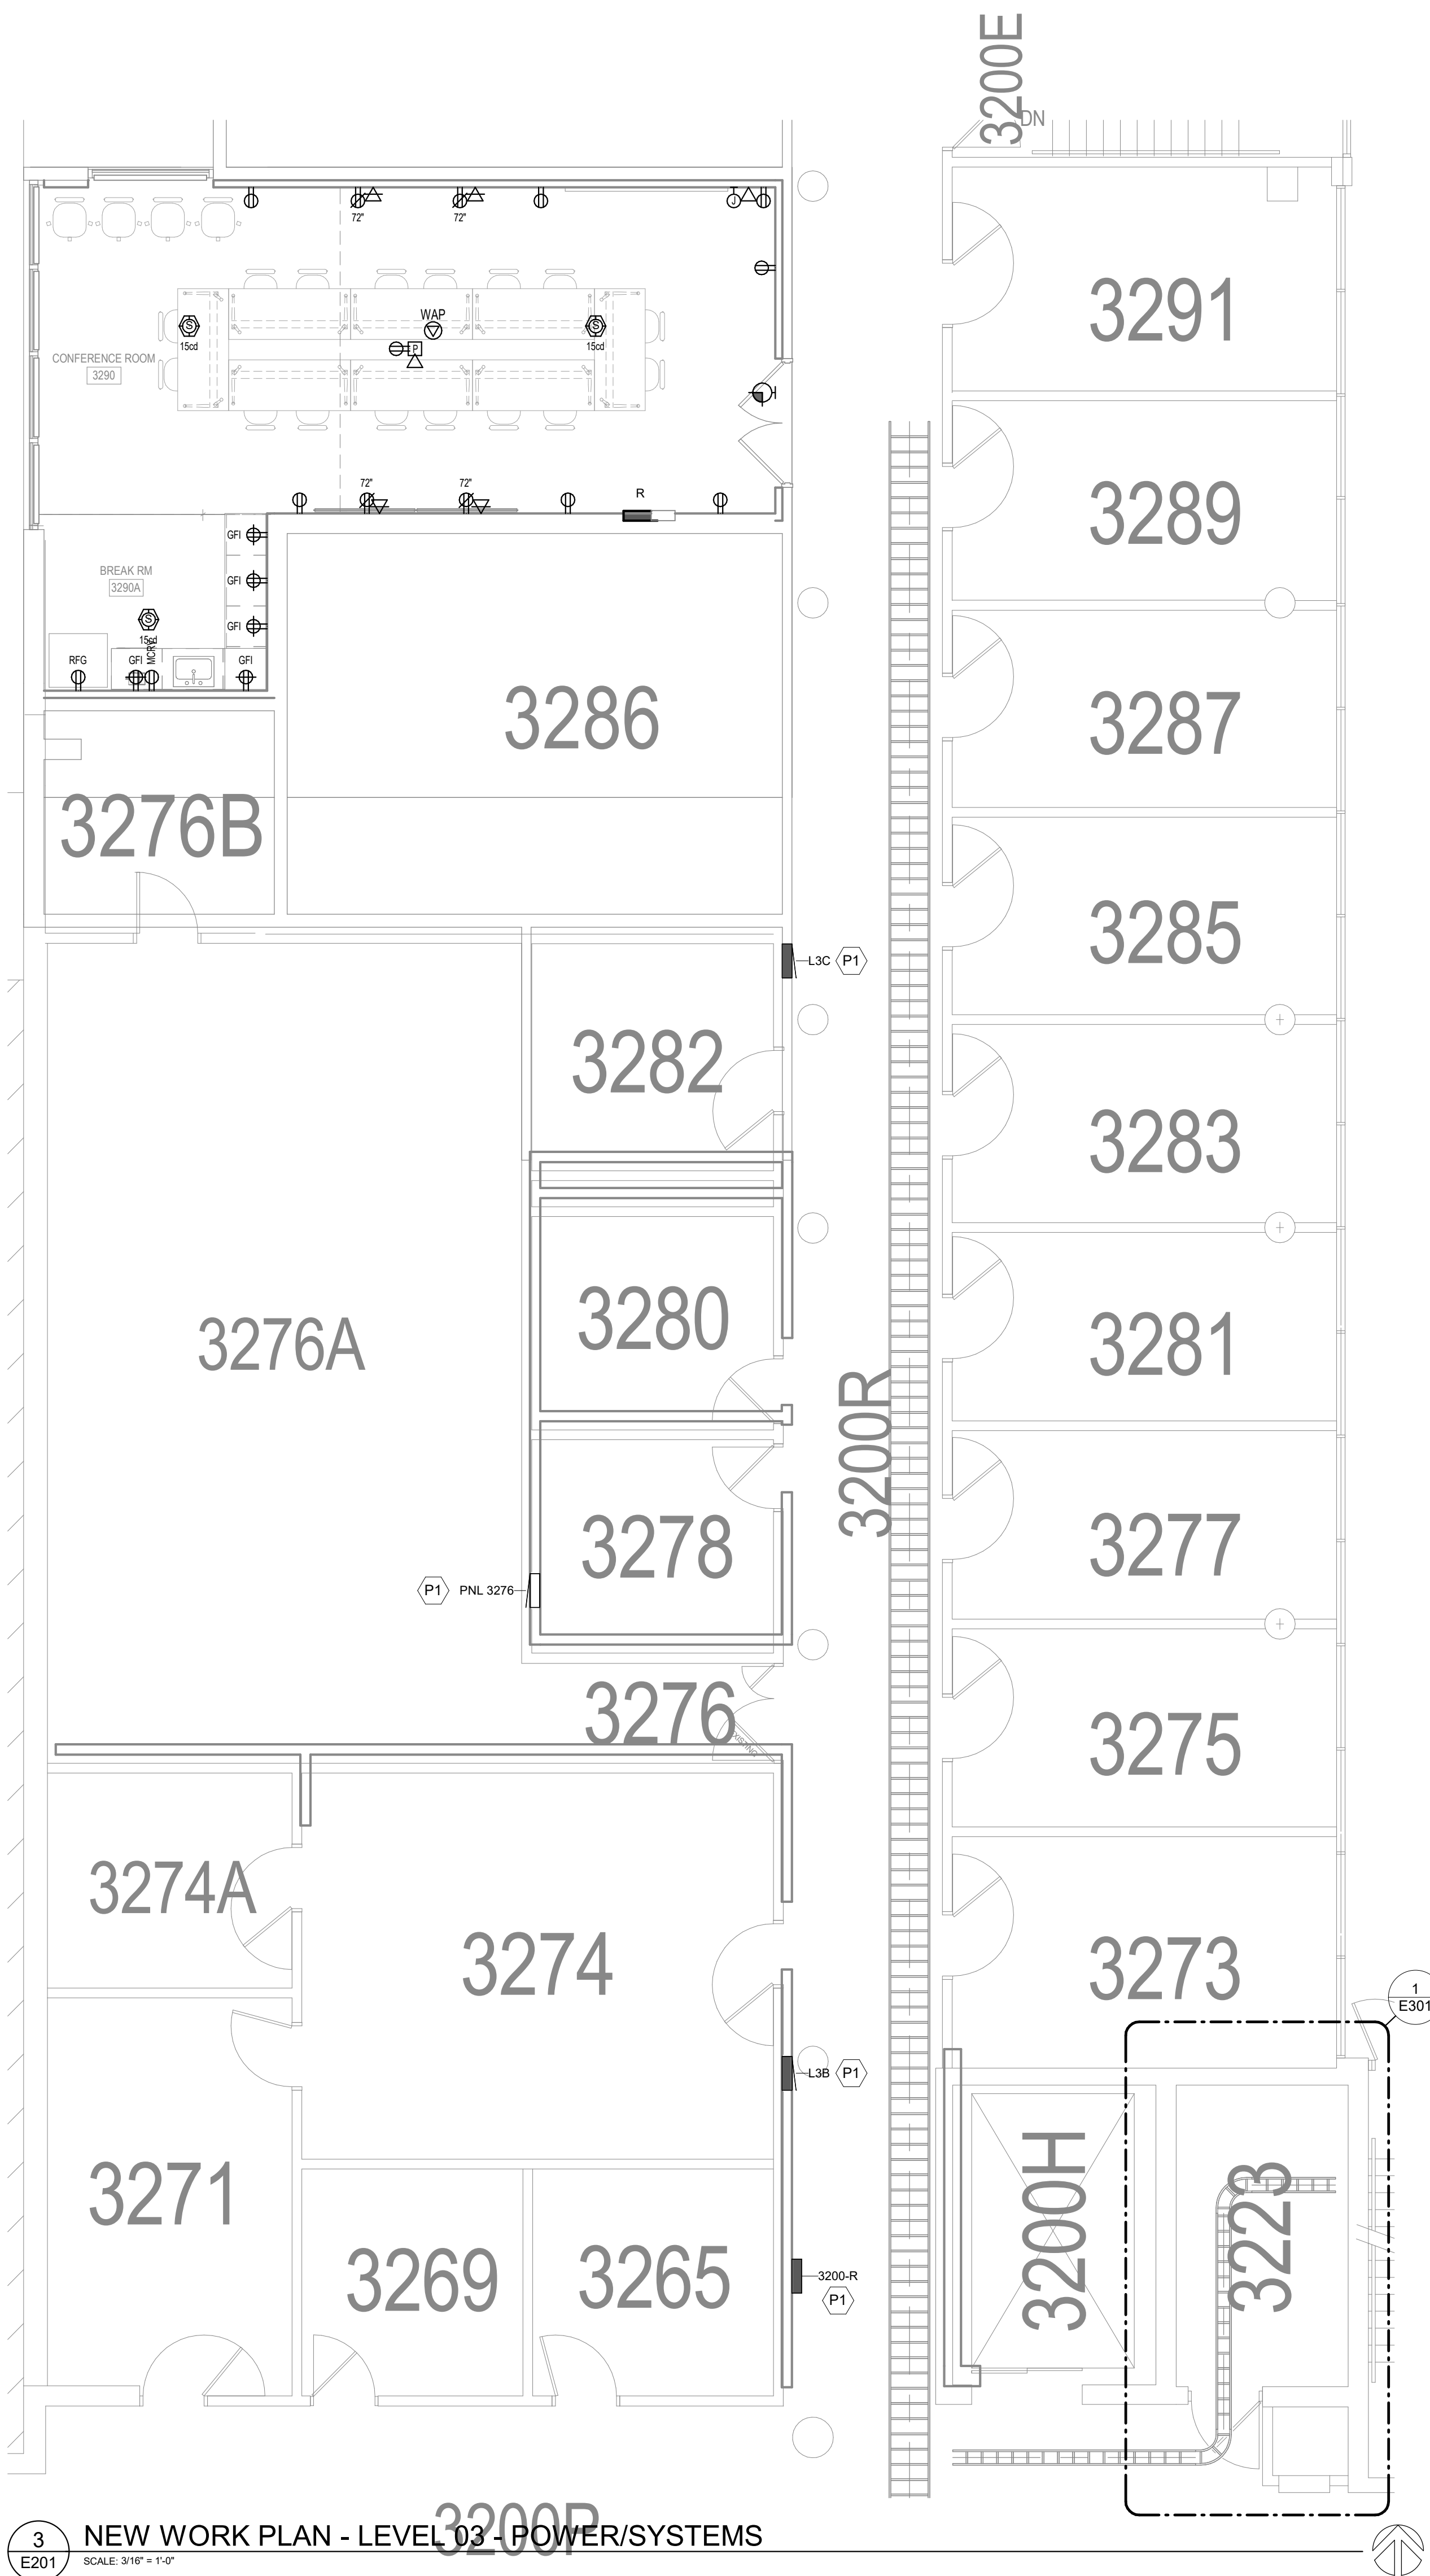 3200E
DN
72"
72"
J
3291
WAP
S
15cd
P
S
15cd
CONFERENCE ROOM
3290
72"
72"
R
3289
GFI
GFI
GFI
BREAK RM
3290A
S
15cd
RFG
GFI
MCRV
GFI
3286
3287
3276B
3285
L3C
P1
3282
3283
3276A
3280
3281
3200R
3278
3277
P1
PNL 3276
3276
EXISTING
3275
3274A
3274
3273
1
E301
L3B
P1
3271
3200H
3223
3269
3265
3200-R
P1
3200P
3
E201
NEW WORK PLAN - LEVEL 03 - POWER/SYSTEMS
SCALE: 3/16" = 1'-0"